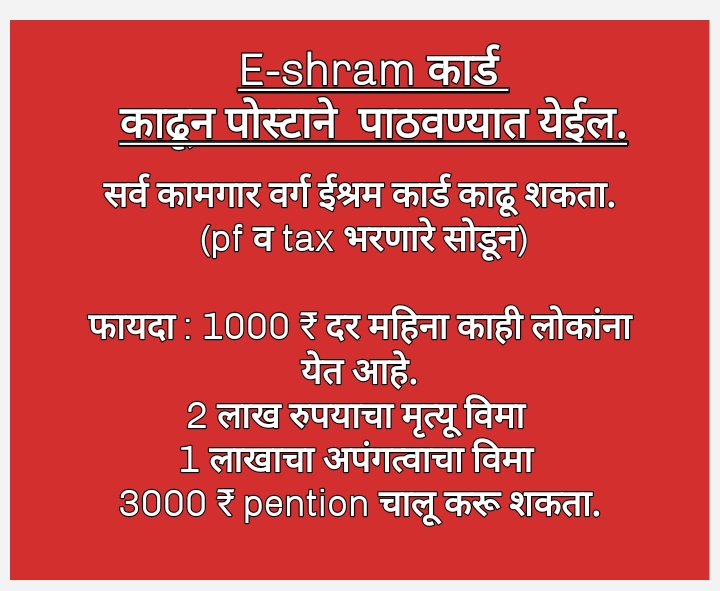 E-shram कार्ड
काढून पोस्टाने पाठवण्यात येईल.
सर्व कामगार वर्ग ईश्रम कार्ड काढू शकता.
(pf व tax भरणारे सोडून)
फायदा : 1000 ₹ दर महिना काही लोकांना
येत आहे.
2 लाख रुपयाचा मृत्यू विमा
1 लाखाचा अपंगत्वाचा विमा
3000 ₹ pention चालू करू शकता.